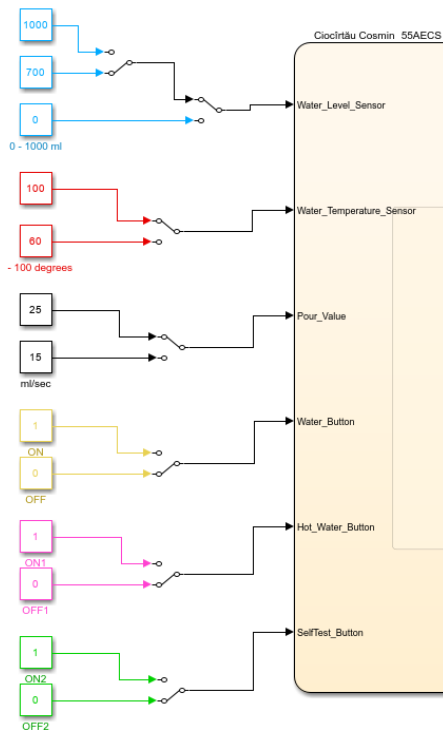 Ciocîrtău Cosmin 55AECS
1000
700
0
0 - 1000 ml
Water_Level_Sensor
100
60
- 100 degrees
Water_Temperature_Sensor
25
15
ml/sec
Pour_Value
1
ON
0
OFF
Water_Button
1
ON1
0
OFF1
Hot_Water_Button
1
ON2
0
OFF2
SelfTest_Button